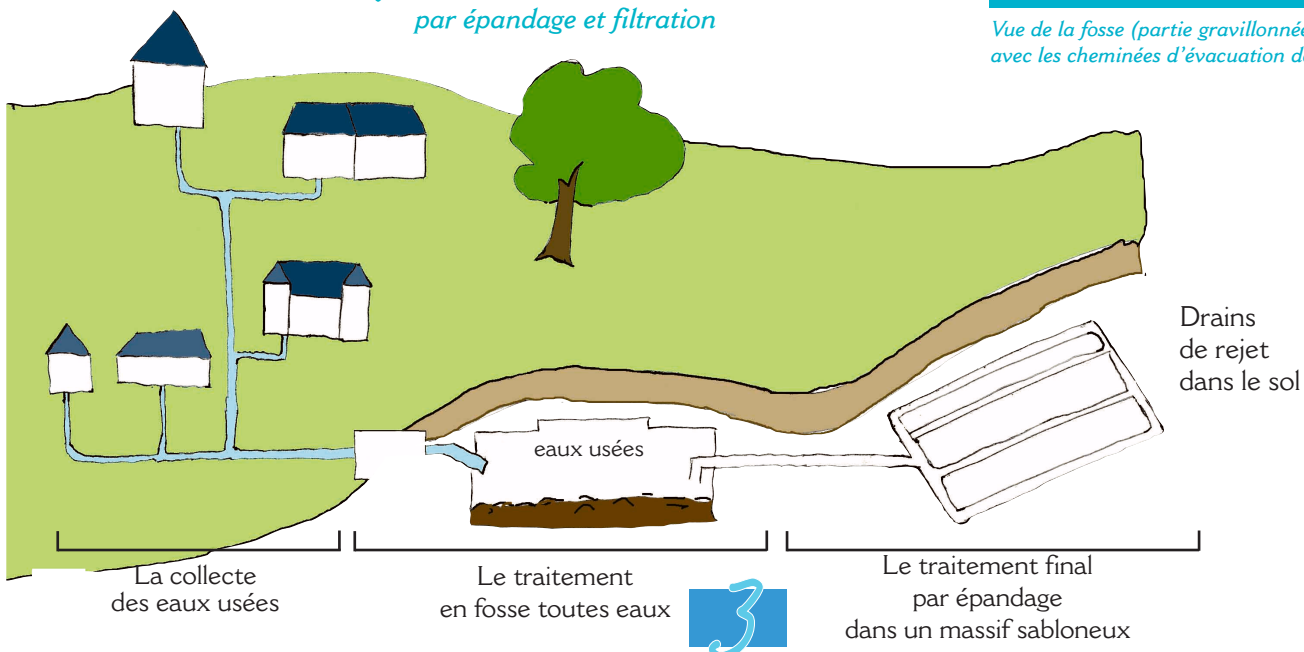 par épandage et filtration
Vue de la fosse (partie gravillonnée
avec les cheminées d'évacuation
Drains
de rejet
dans le sol
eaux usées
La collecte
des eaux usées
Le traitement
en fosse toutes eaux
3
Le traitement final
par épandage
dans un massif sabloneux